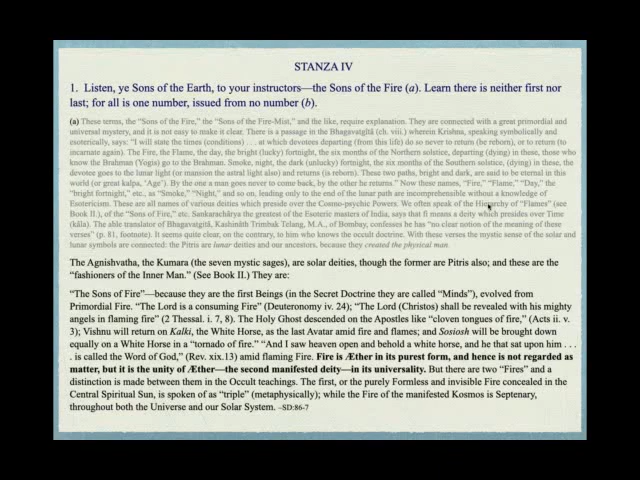 STANZA IV
1. Listen, ye Sons of the Earth, to your instructors—the Sons of the Fire (a). Learn there is neither first nor
last; for all is one number, issued from no number (b).
(a) These terms, the “Sons of the Fire,” the “Sons of the Fire-Mist,” and the like, require explanation. They are connected with a great primordial and
universal mystery, and it is not easy to make it clear. There is a passage in the Bhagavatgîtâ (ch. viii.) wherein Krishna, speaking symbolically and
esoterically, says: “I will state the times (conditions) . . . at which devotees departing (from this life) do so never to return (be reborn), or to return (to
incarnate again). The Fire, the Flame, the day, the bright (lucky) fortnight, the six months of the Northern solstice, departing (dying) in these, those who
know the Brahman (Yogis) go to the Brahman. Smoke, night, the dark (unlucky) fortnight, the six months of the Southern solstice, (dying) in these, the
devotee goes to the lunar light (or mansion the astral light also) and returns (is reborn). These two paths, bright and dark, are said to be eternal in this
world (or great kalpa, ‘Age’). By the one a man goes never to come back, by the other he returns.” Now these names, “Fire,” “Flame,” “Day,” the
“bright fortnight,” etc., as “Smoke,” “Night,” and so on, leading only to the end of the lunar path are incomprehensible without a knowledge of
Esotericism. These are all names of various deities which preside over the Cosmo-psychic Powers. We often speak of the Hierarchy of “Flames” (see
Book II.), of the “Sons of Fire,” etc. Sankarachârya the greatest of the Esoteric masters of India, says that fi means a deity which presides over Time
(kâla). The able translator of Bhagavatgîtâ, Kashinâth Trimbak Telang, M.A., of Bombay, confesses he has “no clear notion of the meaning of these
verses” (p. 81, footnote). It seems quite clear, on the contrary, to him who knows the occult doctrine. With these verses the mystic sense of the solar and
lunar symbols are connected: the Pitris are lunar deities and our ancestors, because they created the physical man.
The Agnishvatha, the Kumara (the seven mystic sages), are solar deities, though the former are Pitris also; and these are the
“fashioners of the Inner Man.” (See Book II.) They are:
“The Sons of Fire”—because they are the first Beings (in the Secret Doctrine they are called “Minds”), evolved from
Primordial Fire. “The Lord is a consuming Fire” (Deuteronomy iv. 24); “The Lord (Christos) shall be revealed with his mighty
angels in flaming fire” (2 Thessal. i. 7, 8). The Holy Ghost descended on the Apostles like “cloven tongues of fire,” (Acts ii. v.
3); Vishnu will return on Kalki, the White Horse, as the last Avatar amid fire and flames; and Sosiosh will be brought down
equally on a White Horse in a “tornado of fire.” “And I saw heaven open and behold a white horse, and he that sat upon him . . .
. is called the Word of God,” (Rev. xix.13) amid flaming Fire. Fire is Æther in its purest form, and hence is not regarded as
matter, but it is the unity of Æther—the second manifested deity—in its universality. But there are two “Fires” and a
distinction is made between them in the Occult teachings. The first, or the purely Formless and invisible Fire concealed in the
Central Spiritual Sun, is spoken of as “triple” (metaphysically); while the Fire of the manifested Kosmos is Septenary,
throughout both the Universe and our Solar System. –SD:86-7